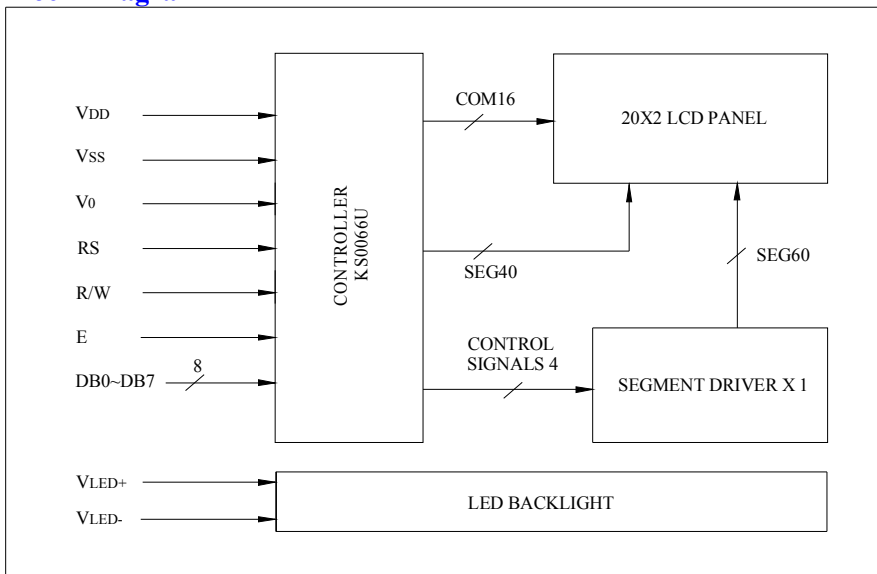 VDD
VSS
V0
RS
R/W
E
DB0~DB7
8
CONTROLLER
KS0066U
COM16
SEG40
CONTROL
SIGNALS 4
20X2 LCD PANEL
SEG60
SEGMENT DRIVER X 1
VLED+
VLED-
LED BACKLIGHT